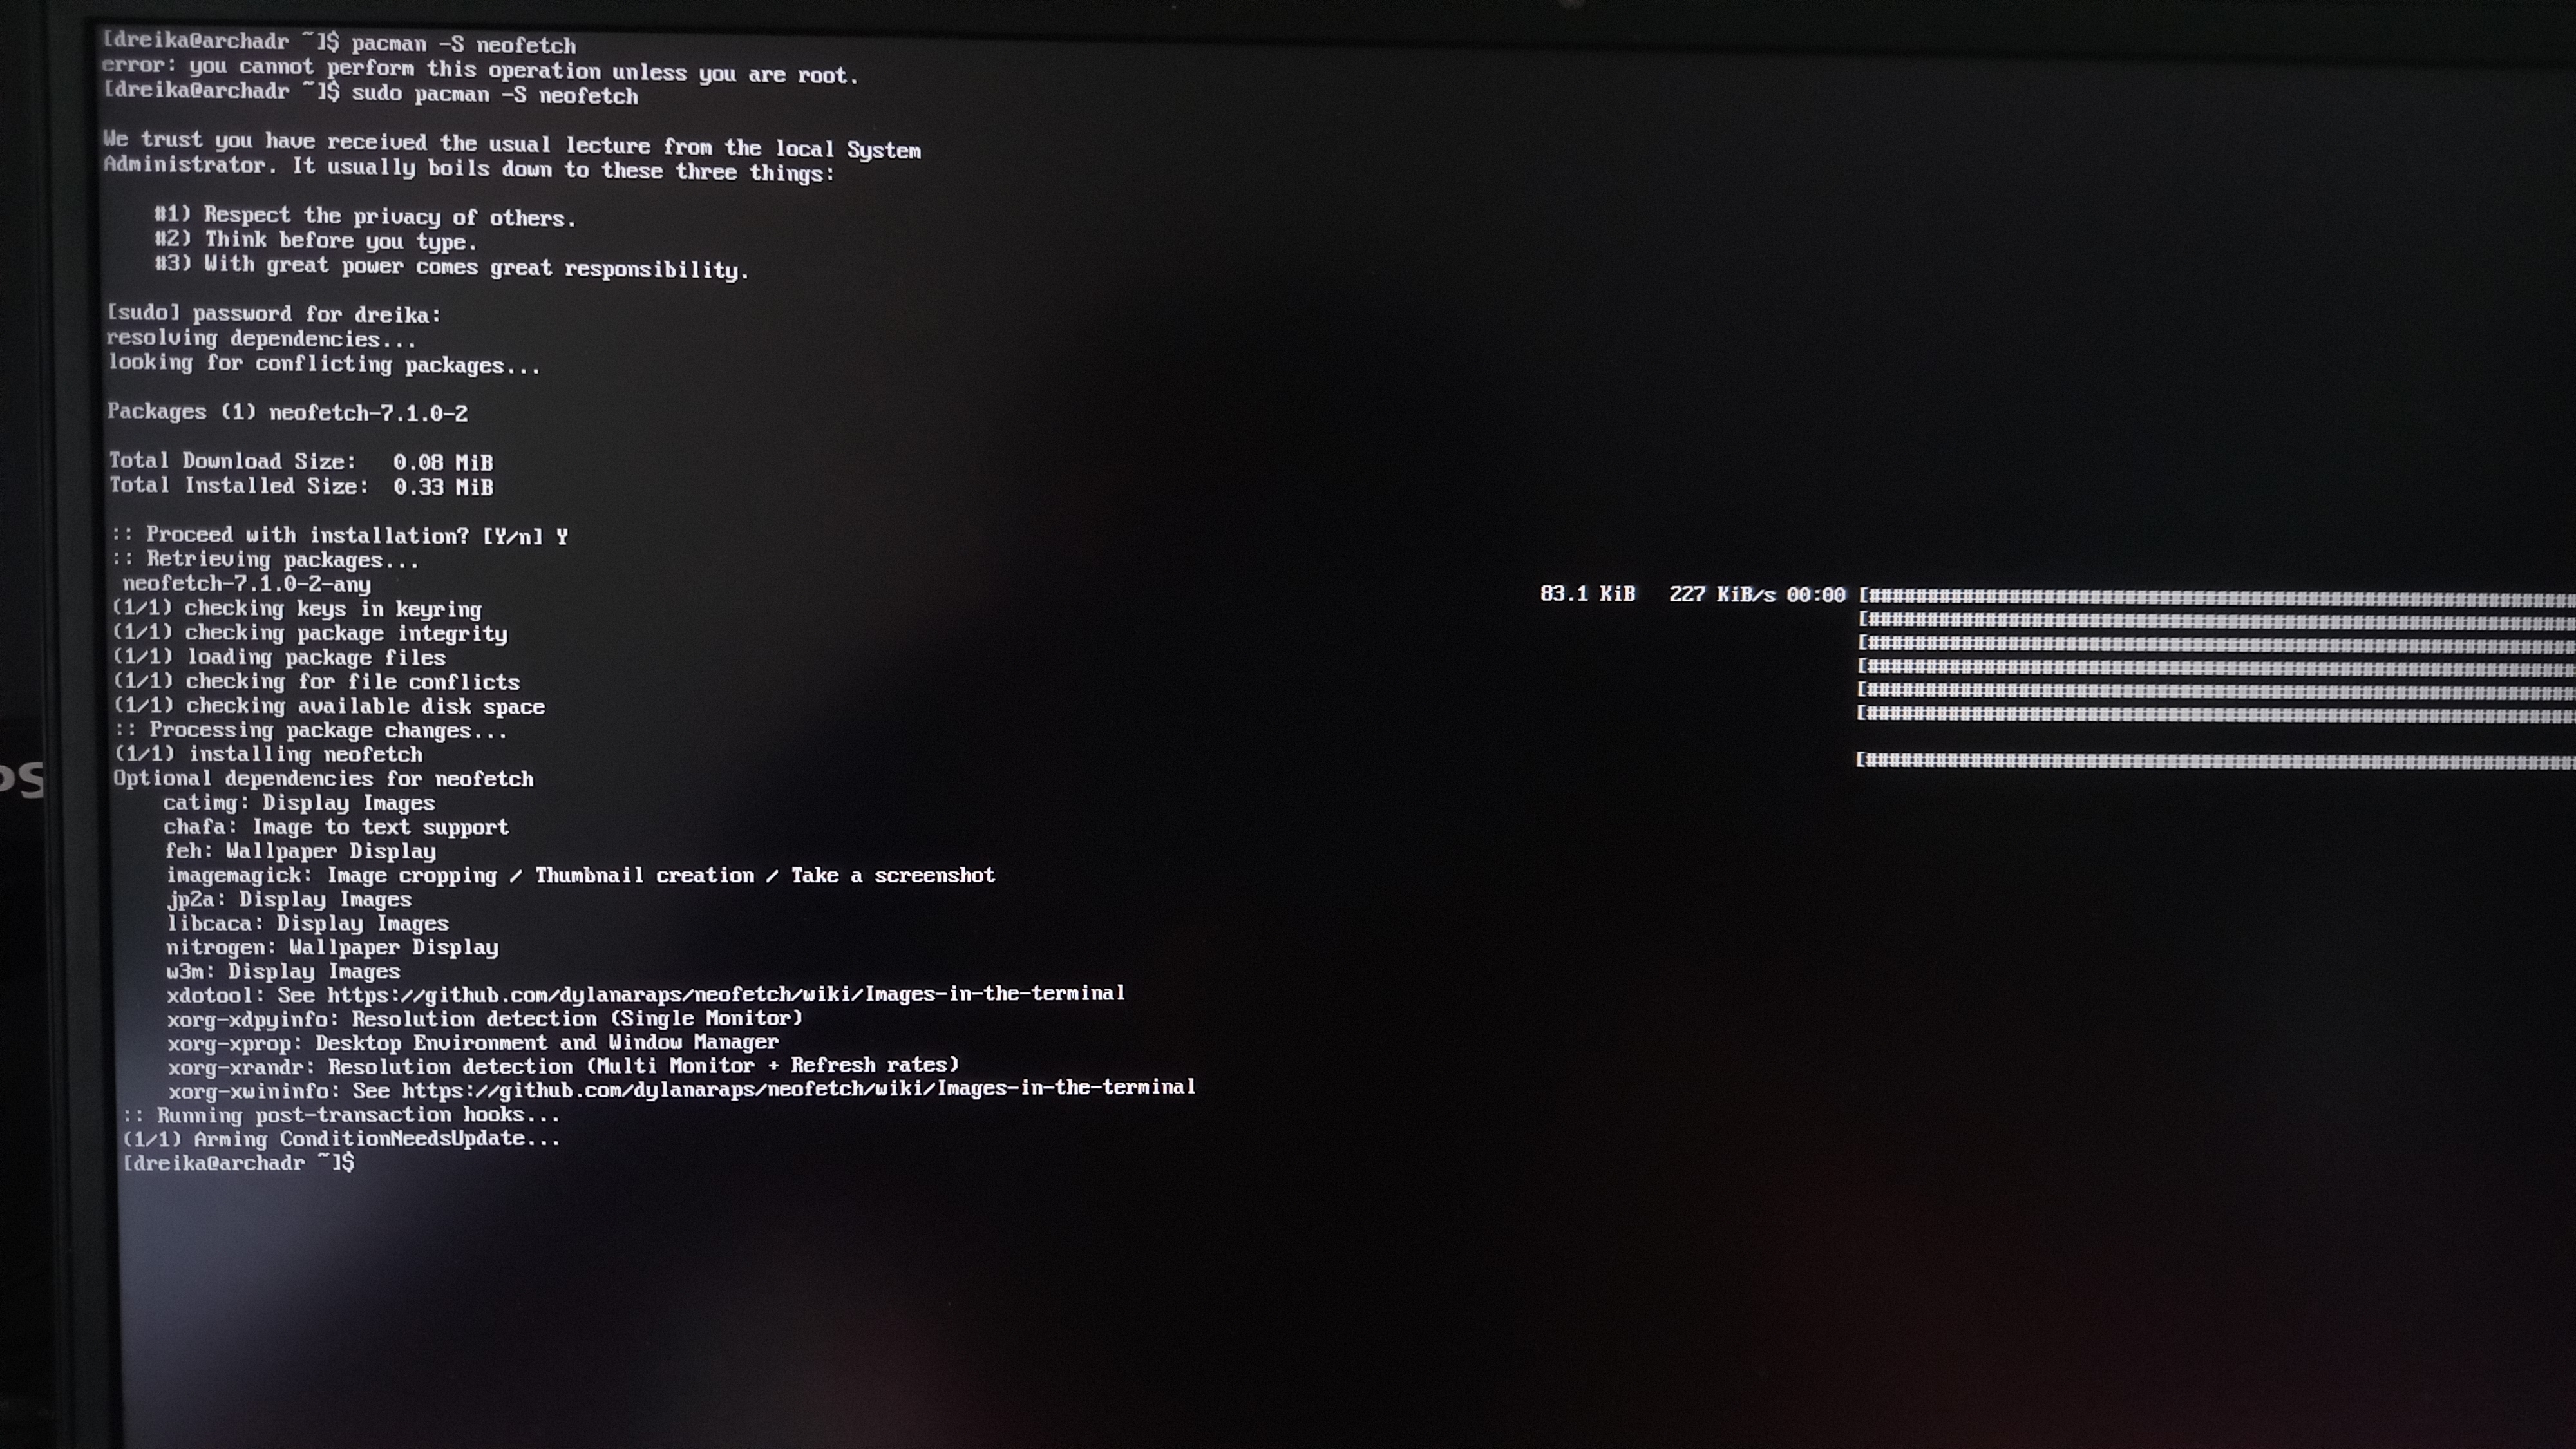 [dreika@archadr ~]$ pacman -S neofetch
error: you cannot perform this operation unless you are root.
[dreika@archadr ~]$ sudo pacman -S neofetch
We trust you have received the usual lecture from the local System
Administrator. It usually boils down to these three things:
#1) Respect the privacy of others.
#2) Think before you type.
#3) With great power comes great responsibility.
[sudo] password for dreika:
resolving dependencies...
looking for conflicting packages...
Packages (1) neofetch-7.1.0-2
Total Download Size: 0.08 MiB
Total Installed Size: 0.33 MiB
:: Proceed with installation? [Y/n] Y
:: Retrieving packages...
neofetch-7.1.0-2-any 83.1 KiB 227 KiB/s 00:00
(1/1) checking keys in keyring
(1/1) checking package integrity
(1/1) loading package files
(1/1) checking for file conflicts
(1/1) checking available disk space
:: Processing package changes...
(1/1) installing neofetch
Optional dependencies for neofetch
catimg: Display Images
chafa: Image to text support
feh: Wallpaper Display
imagemagick: Image cropping / Thumbnail creation / Take a screenshot
jp2a: Display Images
libcaca: Display Images
nitrogen: Wallpaper Display
w3m: Display Images
xdotool: See https://github.com/dylanaraps/neofetch/wiki/Images-in-the-terminal
xorg-xdpyinfo: Resolution detection (Single Monitor)
xorg-xprop: Desktop Environment and Window Manager
xorg-xrandr: Resolution detection (Multi Monitor + Refresh rates)
xorg-xwininfo: See https://github.com/dylanaraps/neofetch/wiki/Images-in-the-terminal
:: Running post-transaction hooks...
(1/1) Arming ConditionNeedsUpdate...
[dreika@archadr ~]$